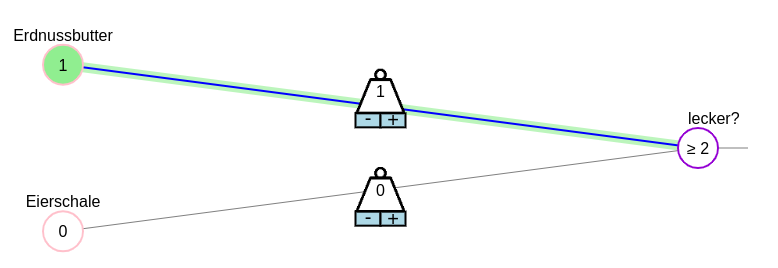 Erdnussbutter
1
1
- +
lecker?
≥ 2
Eierschale
0
0
- +